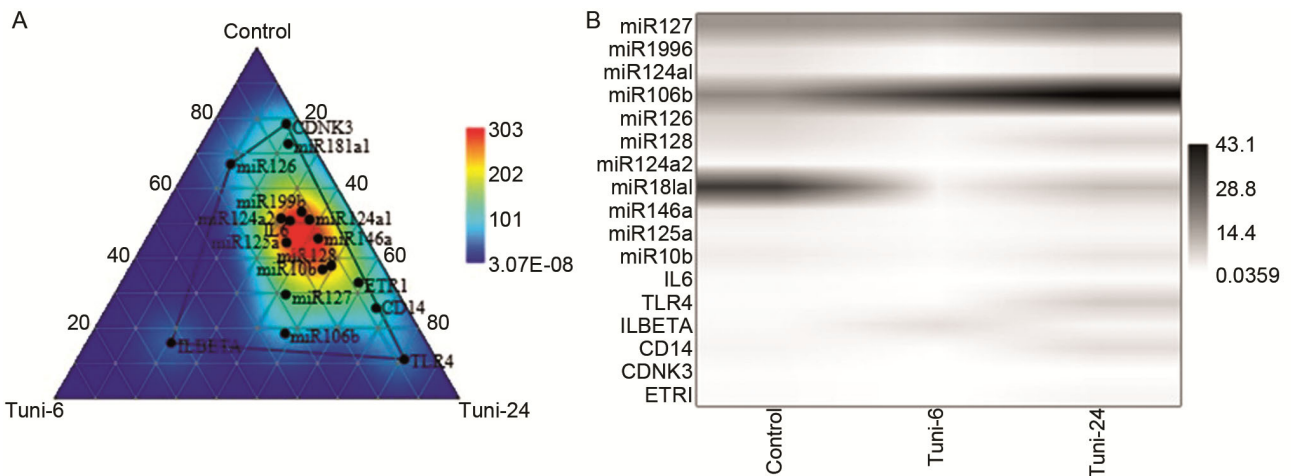 A
Control
80
20
CDNK3
miR181a1
miR126
60
40
miR199b
miR124a2
miR124a1
IL6
miR125a
miR146a
miR128
miR10b
40
60
ETR1
miR127
CD14
20
80
miR106b
ILBETA
TLR4
Tuni-6
Tuni-24
303
202
101
3.07E-08
B
miR127
miR1996
miR124al
miR106b
miR126
miR128
miR124a2
miR18lal
miR146a
miR125a
miR10b
IL6
TLR4
ILBETA
CD14
CDNK3
ETRI
Control
Tuni-6
Tuni-24
43.1
28.8
14.4
0.0359